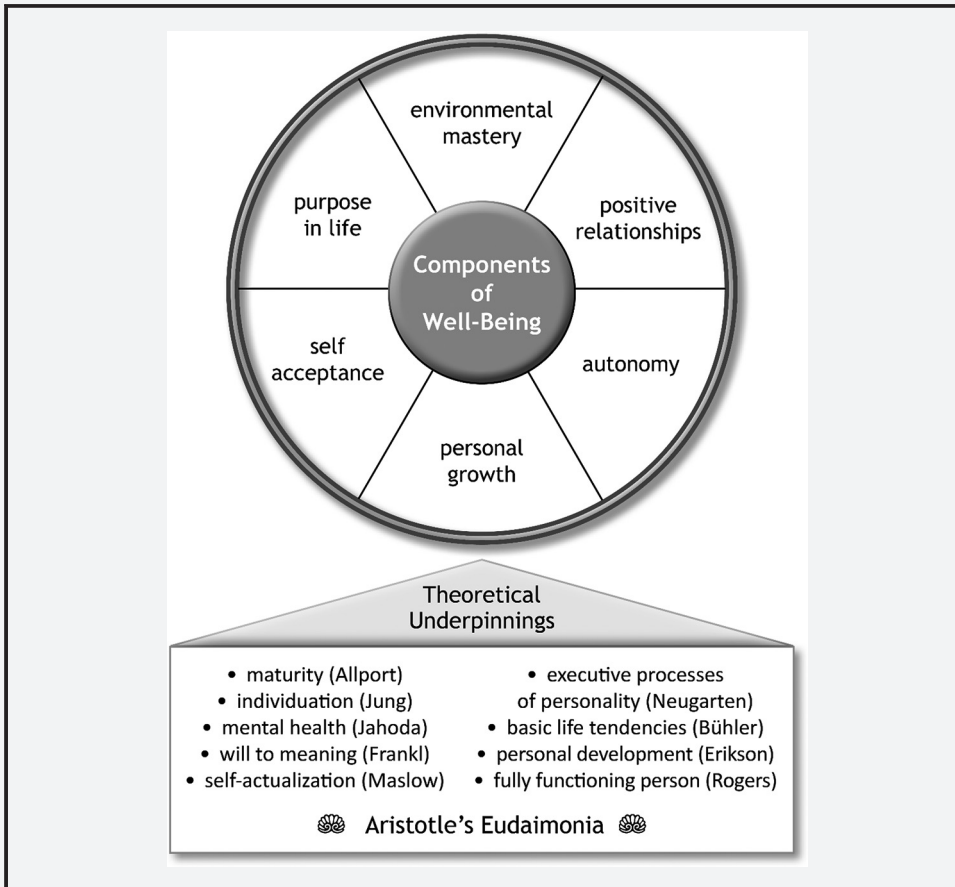 environmental
mastery
positive
relationships
autonomy
personal
growth
self
acceptance
purpose
in life
Components
of
Well-Being
Theoretical
Underpinnings
• maturity (Allport)
• individuation (Jung)
• mental health (Jahoda)
• will to meaning (Frankl)
• self-actualization (Maslow)
• executive processes
of personality (Neugarten)
• basic life tendencies (Bühler)
• personal development (Erikson)
• fully functioning person (Rogers)
Aristotle’s Eudaimonia